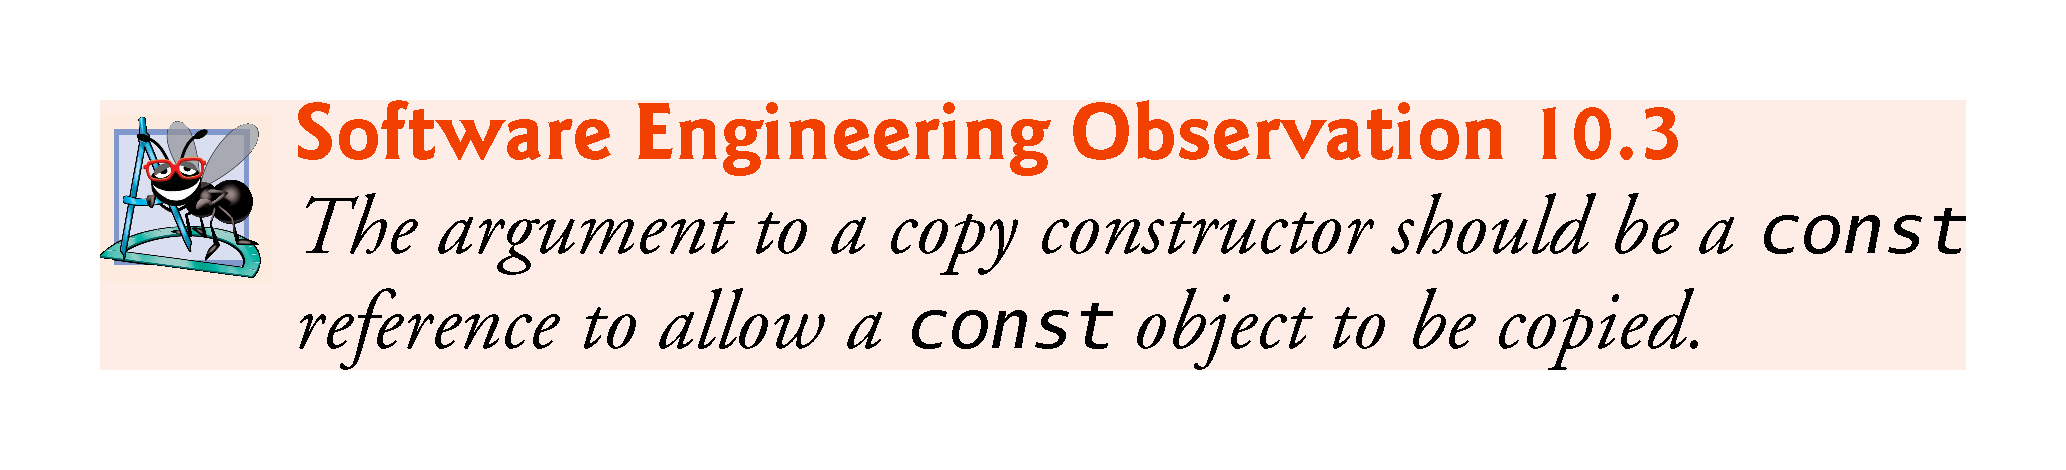 Software Engineering Observation 10.3
The argument to a copy constructor should be a const
reference to allow a const object to be copied.